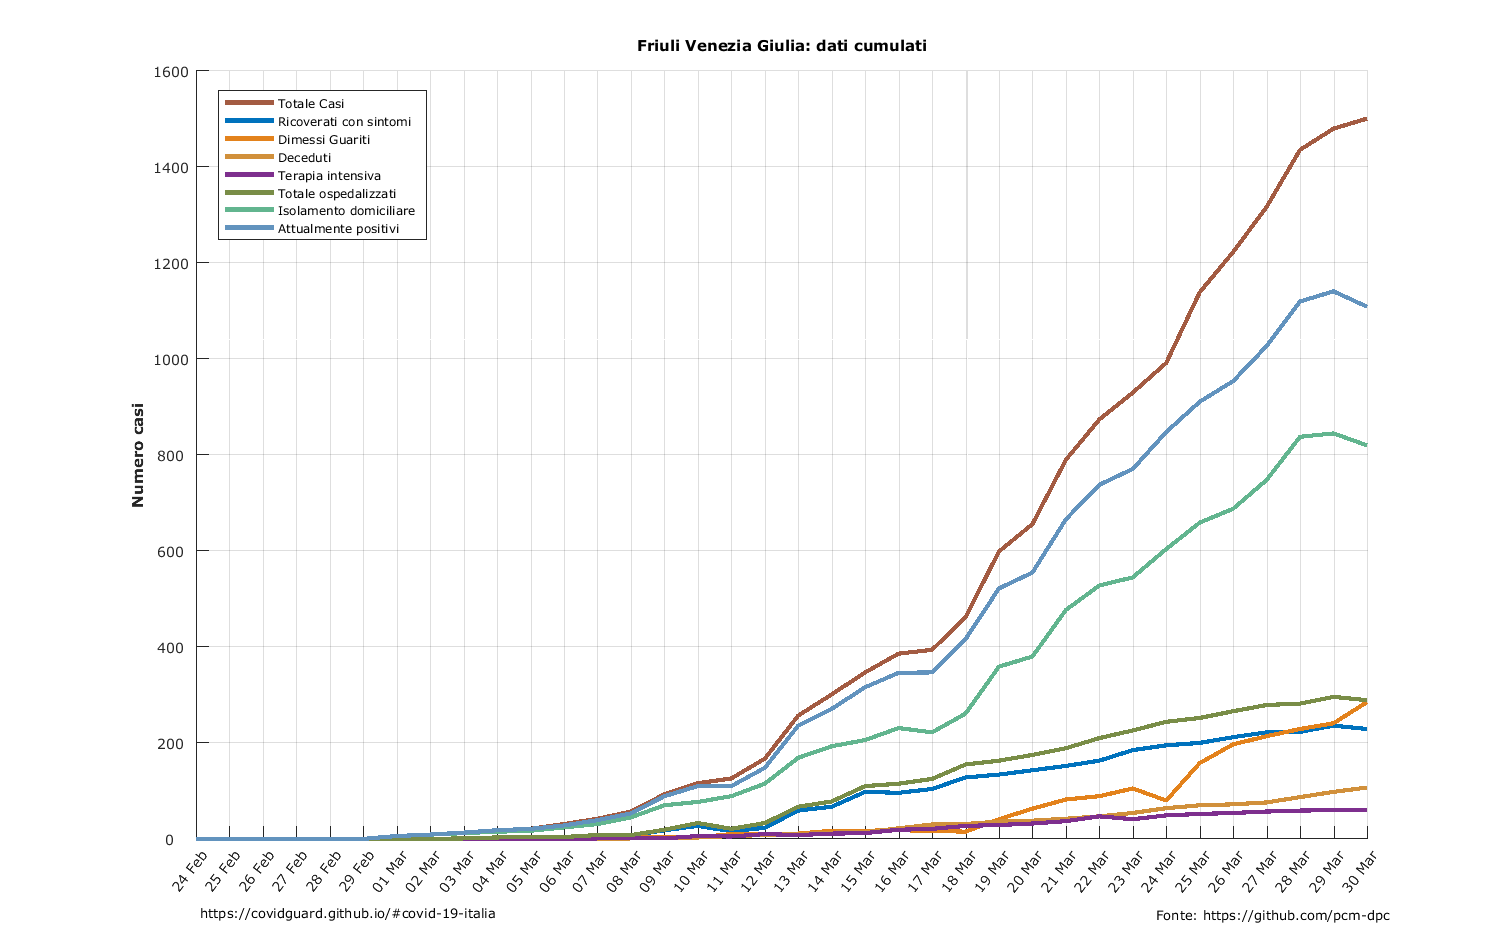 Friuli Venezia Giulia: dati cumulati
1600
1400
1200
1000
800
600
400
200
0
Numero casi
Totale Casi
Ricoverati con sintomi
Dimessi Guariti
Deceduti
Terapia intensiva
Totale ospedalizzati
Isolamento domiciliare
Attualmente positivi
24 Feb
25 Feb
26 Feb
27 Feb
28 Feb
29 Feb
01 Mar
02 Mar
03 Mar
04 Mar
05 Mar
06 Mar
07 Mar
08 Mar
09 Mar
10 Mar
11 Mar
12 Mar
13 Mar
14 Mar
15 Mar
16 Mar
17 Mar
18 Mar
19 Mar
20 Mar
21 Mar
22 Mar
23 Mar
24 Mar
25 Mar
26 Mar
27 Mar
28 Mar
29 Mar
30 Mar
https://covidguard.github.io/#covid-19-italia
Fonte: https://github.com/pcm-dpc